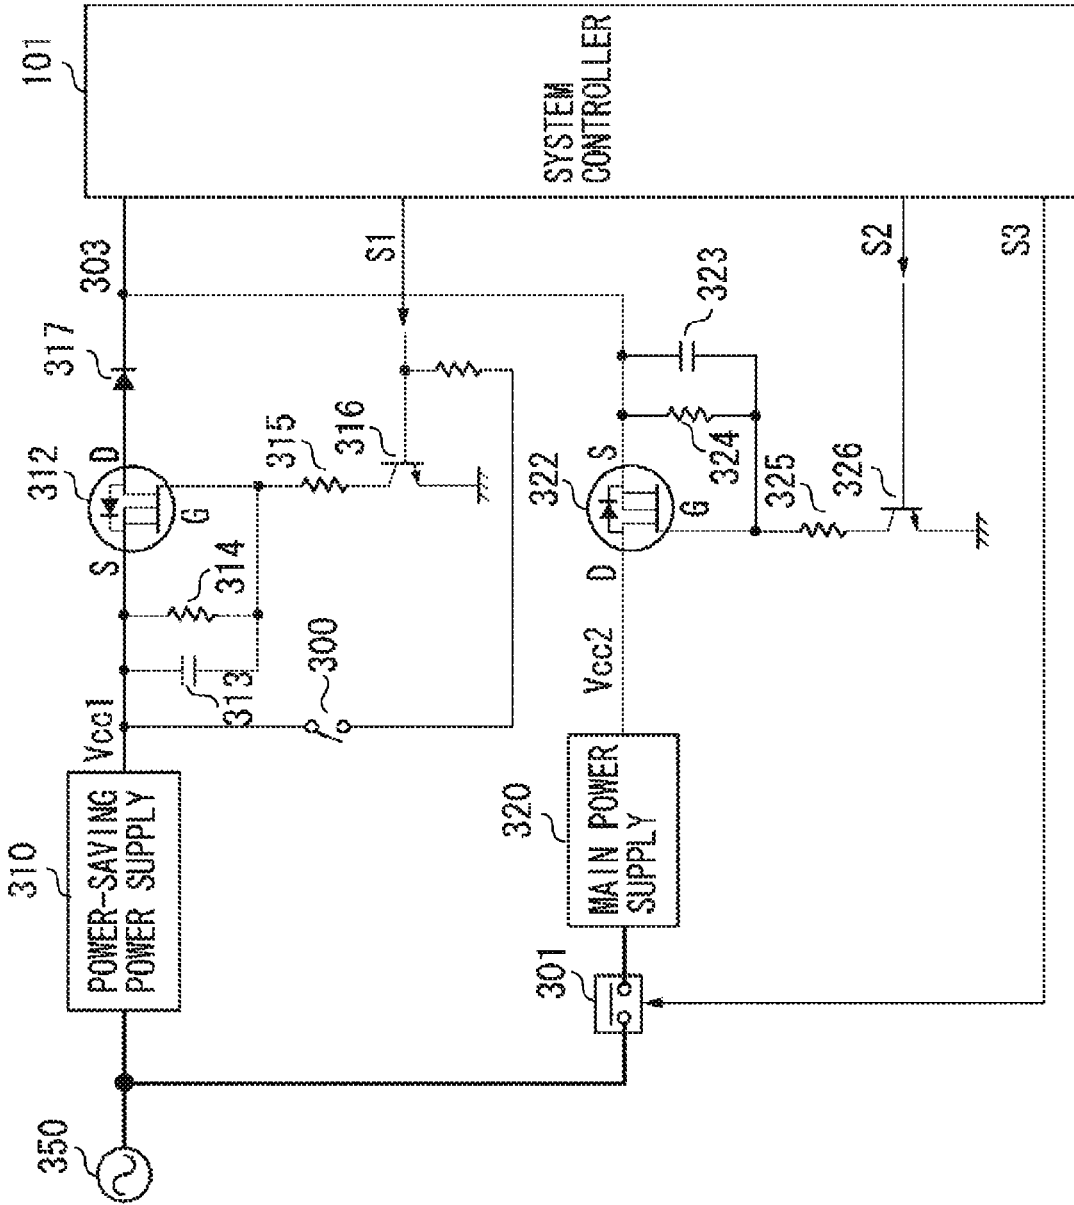 350
310
POWER-SAVING
POWER SUPPLY
Vcc1
313
314
S
312
D
G
317
303
101
SYSTEM
CONTROLLER
300
315
316
S1
301
320
MAIN POWER
SUPPLY
Vcc2
D
322
S
G
324
323
325
326
S2
S3